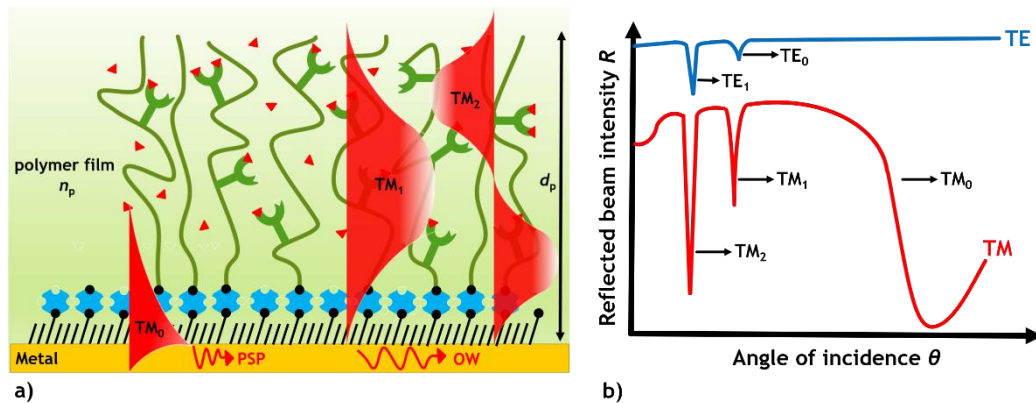 polymer film
nₚ
TM₀
TM₁
TM₂
dₚ
Metal
PSP
OW
a)
b)
Reflected beam intensity R
TE
TE₀
TE₁
TM₁
TM₀
TM₂
TM
Angle of incidence θ